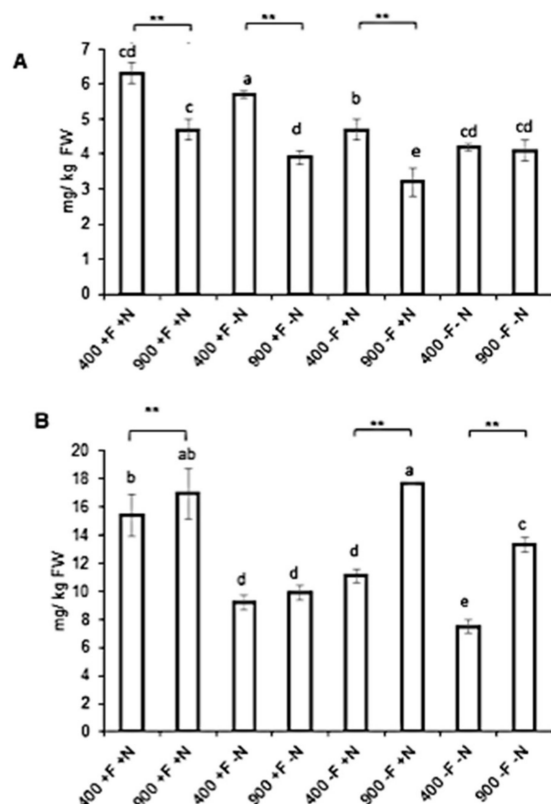 ** ** **
A
7
6
5
4
3
2
1
0
mg/ kg FW
cd c a d b e cd cd
400 +F +N
900 +F +N
400 +F -N
900 +F -N
400 -F +N
900 -F +N
400 -F- N
900 -F- N
B
** ** **
20
18
16
14
12
10
8
6
4
2
0
mg/ kg FW
b ab d d d a e c
400 +F +N
900 +F +N
400 +F -N
900 +F -N
400 -F +N
900 -F +N
400 -F- N
900 -F- N